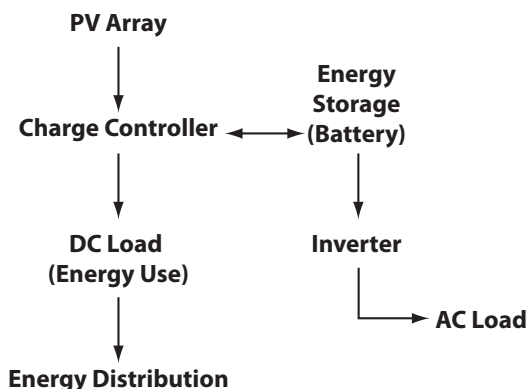 PV Array
Energy
Storage
(Battery)
Charge Controller
DC Load
(Energy Use)
Inverter
AC Load
Energy Distribution